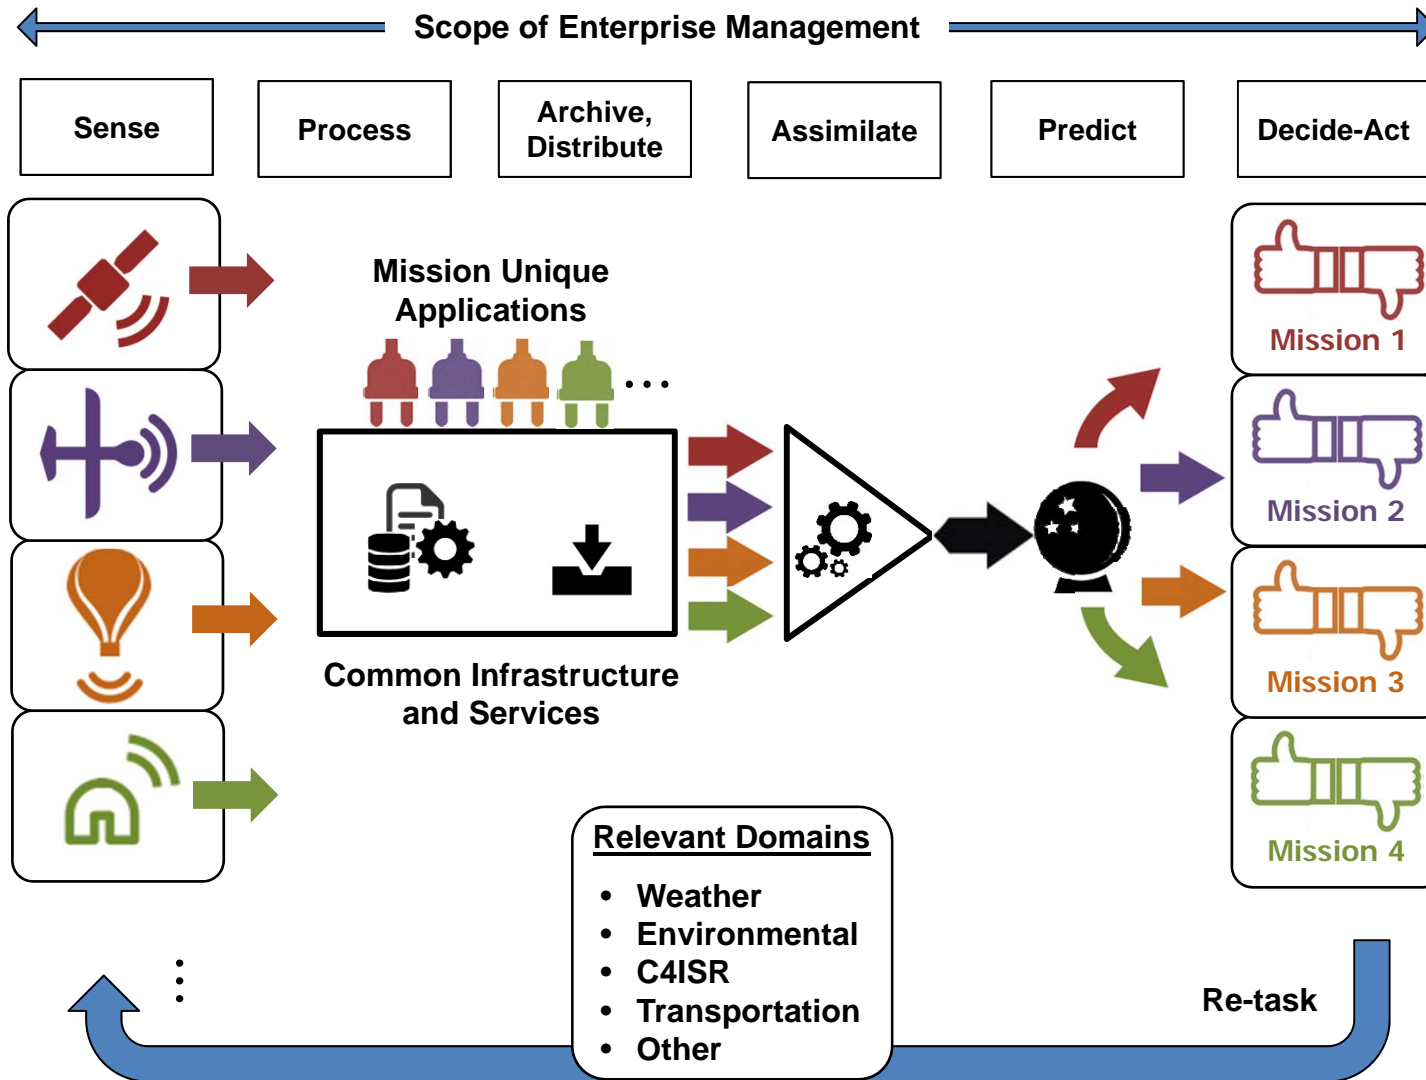 Scope of Enterprise Management
Sense
Process
Archive,
Distribute
Assimilate
Predict
Decide-Act
Mission Unique
Applications
...
Common Infrastructure
and Services
Mission 1
Mission 2
Mission 3
Mission 4
Relevant Domains
• Weather
• Environmental
• C4ISR
• Transportation
• Other
Re-task